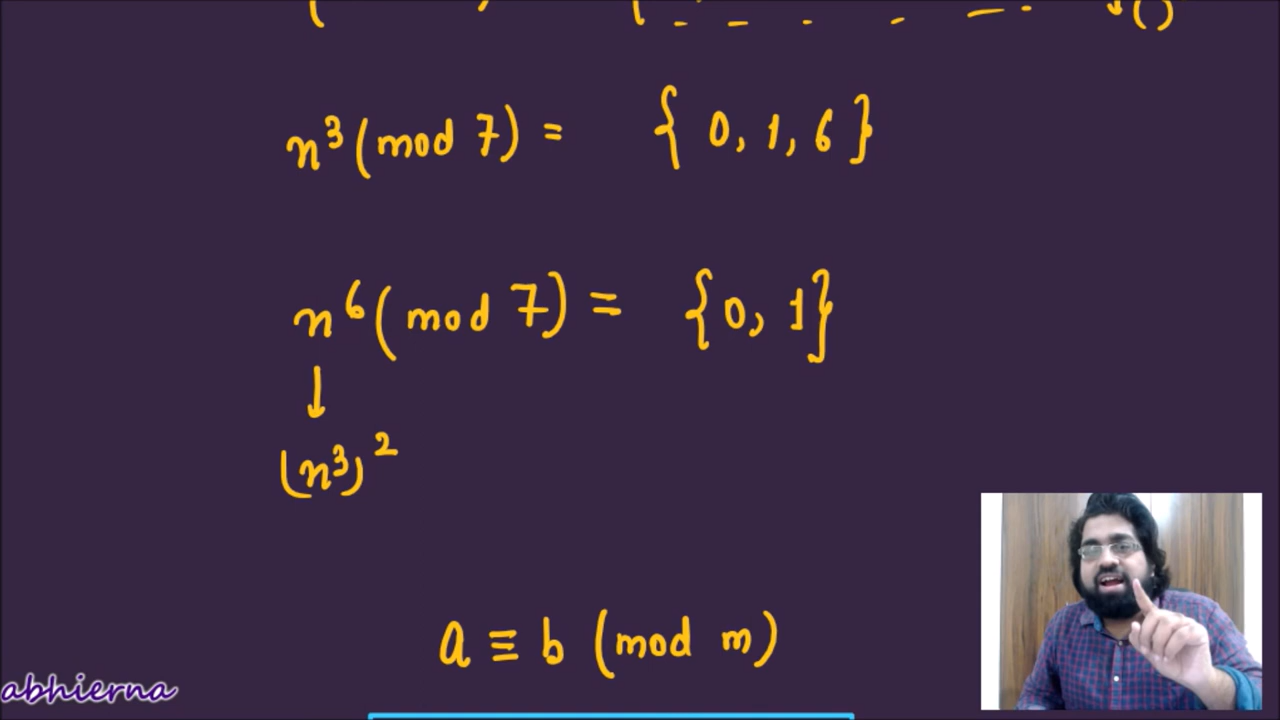 n³ (mod 7) = { 0, 1, 6 }
n⁶ (mod 7) = { 0, 1 }
↓
(n³)²
a ≡ b (mod m)
abhierna